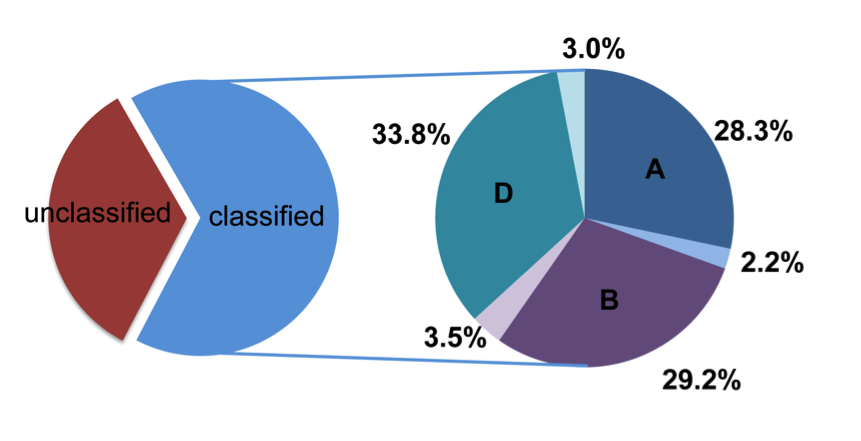 unclassified
classified
3.0%
28.3%
A
2.2%
B
29.2%
3.5%
D
33.8%